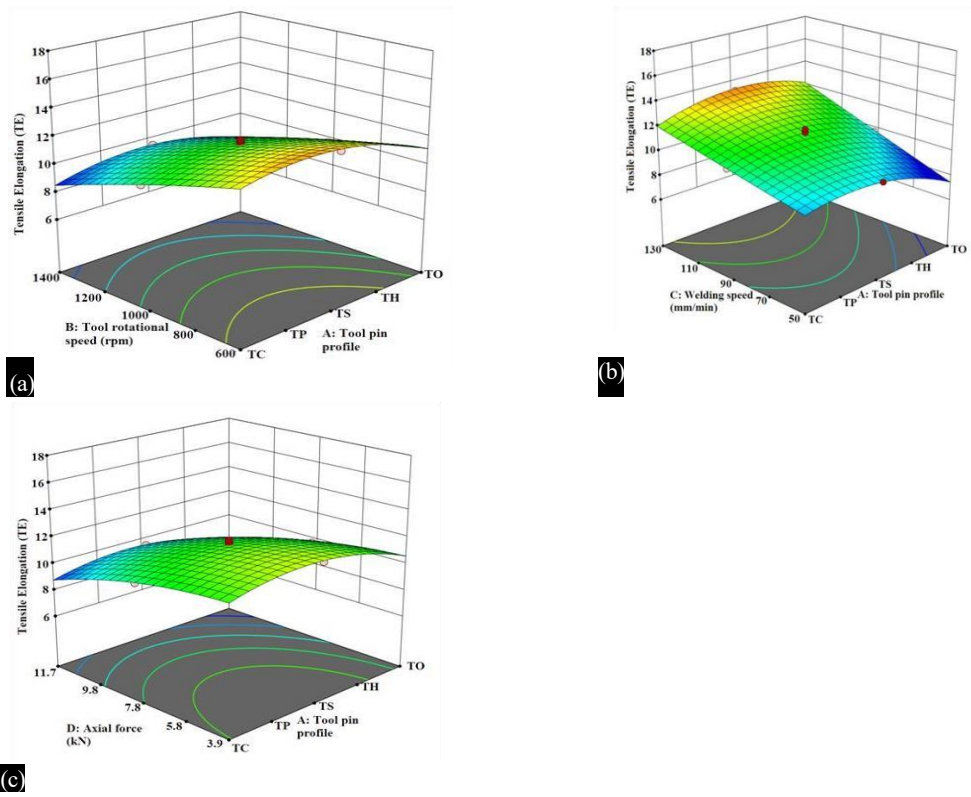 18
16
14
12
10
8
6
Tensile Elongation (TE)
1400
1200
1000
800
600
B: Tool rotational
speed (rpm)
TO
TH
TS
TP
TC
A: Tool pin
profile
(a)
18
16
14
12
10
8
6
Tensile Elongation (TE)
130
110
90
70
50
C: Welding speed
(mm/min)
TO
TH
TS
TP
TC
A: Tool pin profile
(b)
18
16
14
12
10
8
6
Tensile Elongation (TE)
11.7
9.8
7.8
5.8
3.9
D: Axial force
(kN)
TO
TH
TS
TP
TC
A: Tool pin
profile
(c)